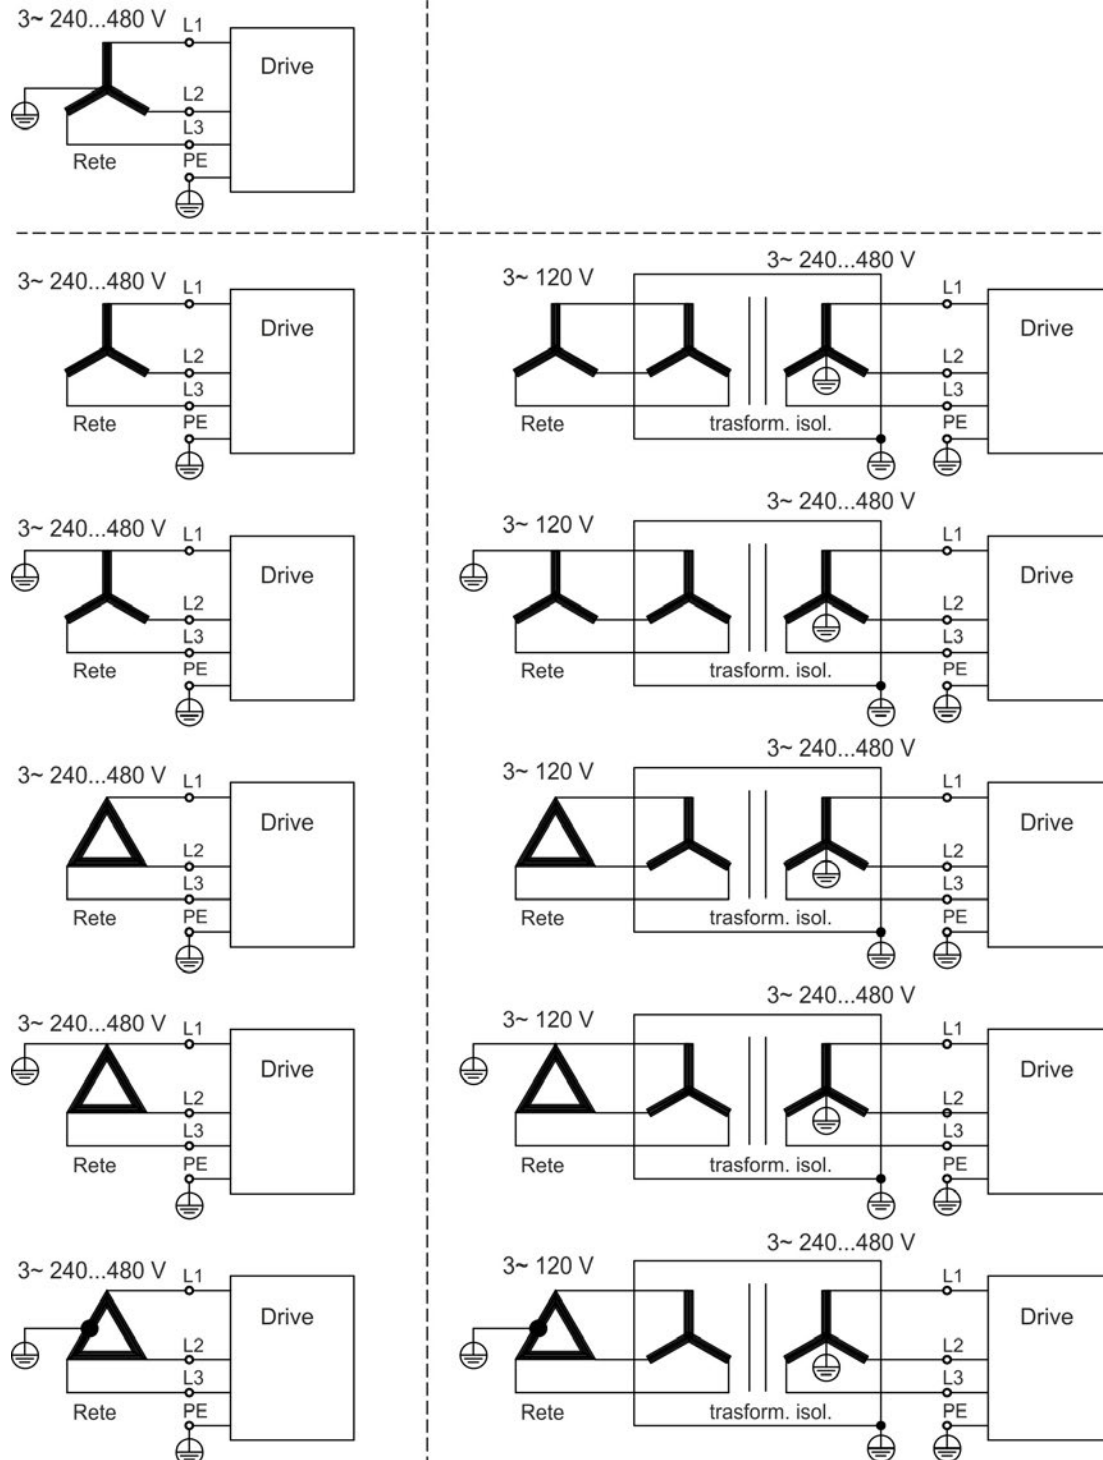 3~ 240...480 V
L1
Drive
L2
L3
Rete
PE
3~ 240...480 V
L1
Drive
L2
L3
Rete
PE
3~ 120 V
3~ 240...480 V
L1
Drive
L2
L3
Rete
trasform. isol.
PE
3~ 240...480 V
L1
Drive
L2
L3
Rete
PE
3~ 120 V
3~ 240...480 V
L1
Drive
L2
L3
Rete
trasform. isol.
PE
3~ 240...480 V
L1
Drive
L2
L3
Rete
PE
3~ 120 V
3~ 240...480 V
L1
Drive
L2
L3
Rete
trasform. isol.
PE
3~ 240...480 V
L1
Drive
L2
L3
Rete
PE
3~ 120 V
3~ 240...480 V
L1
Drive
L2
L3
Rete
trasform. isol.
PE
3~ 240...480 V
L1
Drive
L2
L3
Rete
PE
3~ 120 V
3~ 240...480 V
L1
Drive
L2
L3
Rete
trasform. isol.
PE